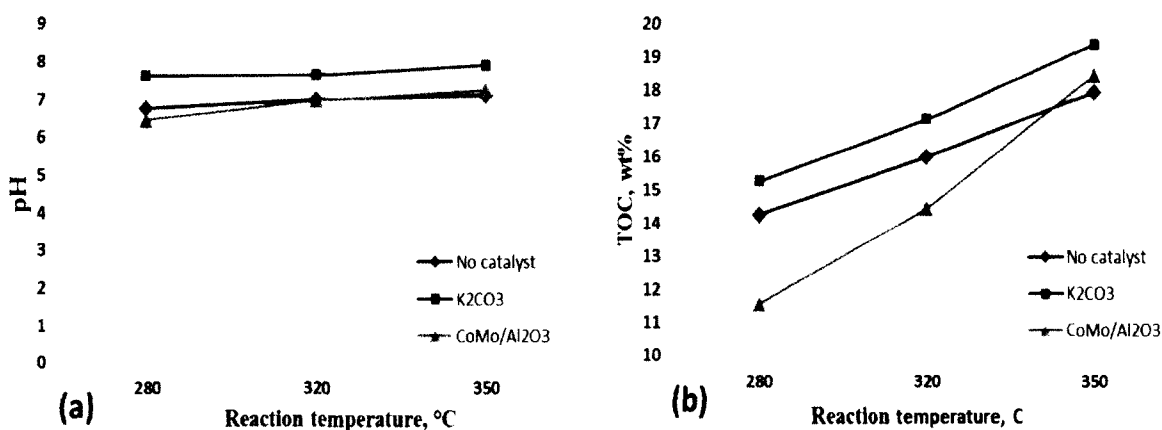 9
8
7
6
5
4
3
2
1
0
pH
No catalyst
K2CO3
CoMo/Al2O3
280
320
350
(a)
Reaction temperature, °C
20
19
18
17
16
15
14
13
12
11
10
TOC, wt%
No catalyst
K2CO3
CoMo/Al2O3
280
320
350
(b)
Reaction temperature, C